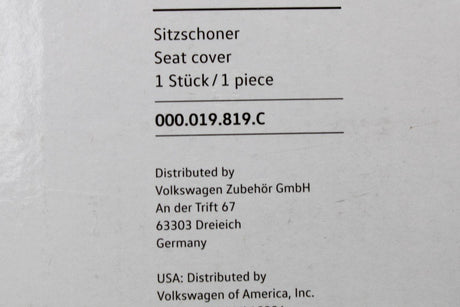 Sitzschoner
Seat cover
1 Stück/1 piece
000.019.819.C
Distributed by
Volkswagen Zubehör GmbH
An der Trift 67
63303 Dreieich
Germany
USA: Distributed by
Volkswagen of America, Inc.